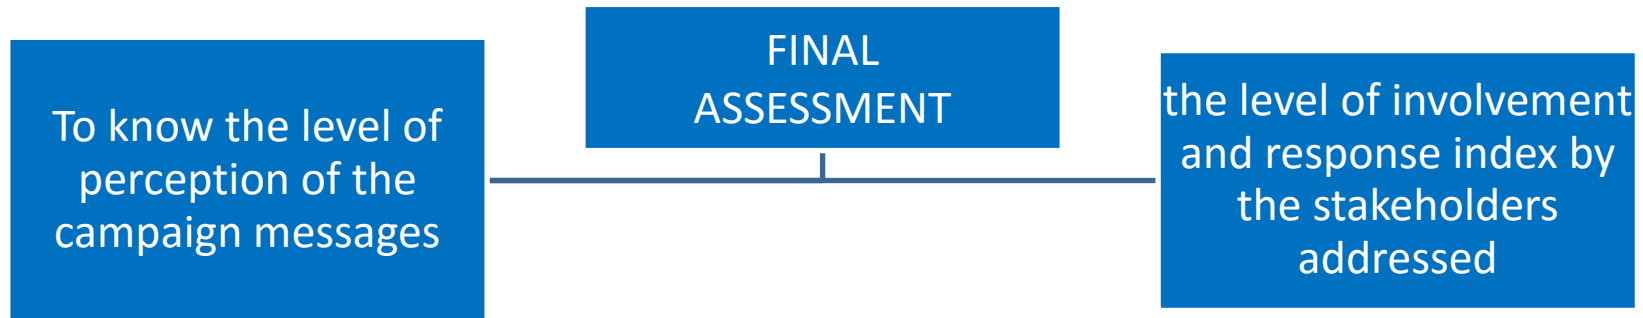 FINAL
ASSESSMENT
To know the level of
perception of the
campaign messages
the level of involvement
and response index by
the stakeholders
addressed